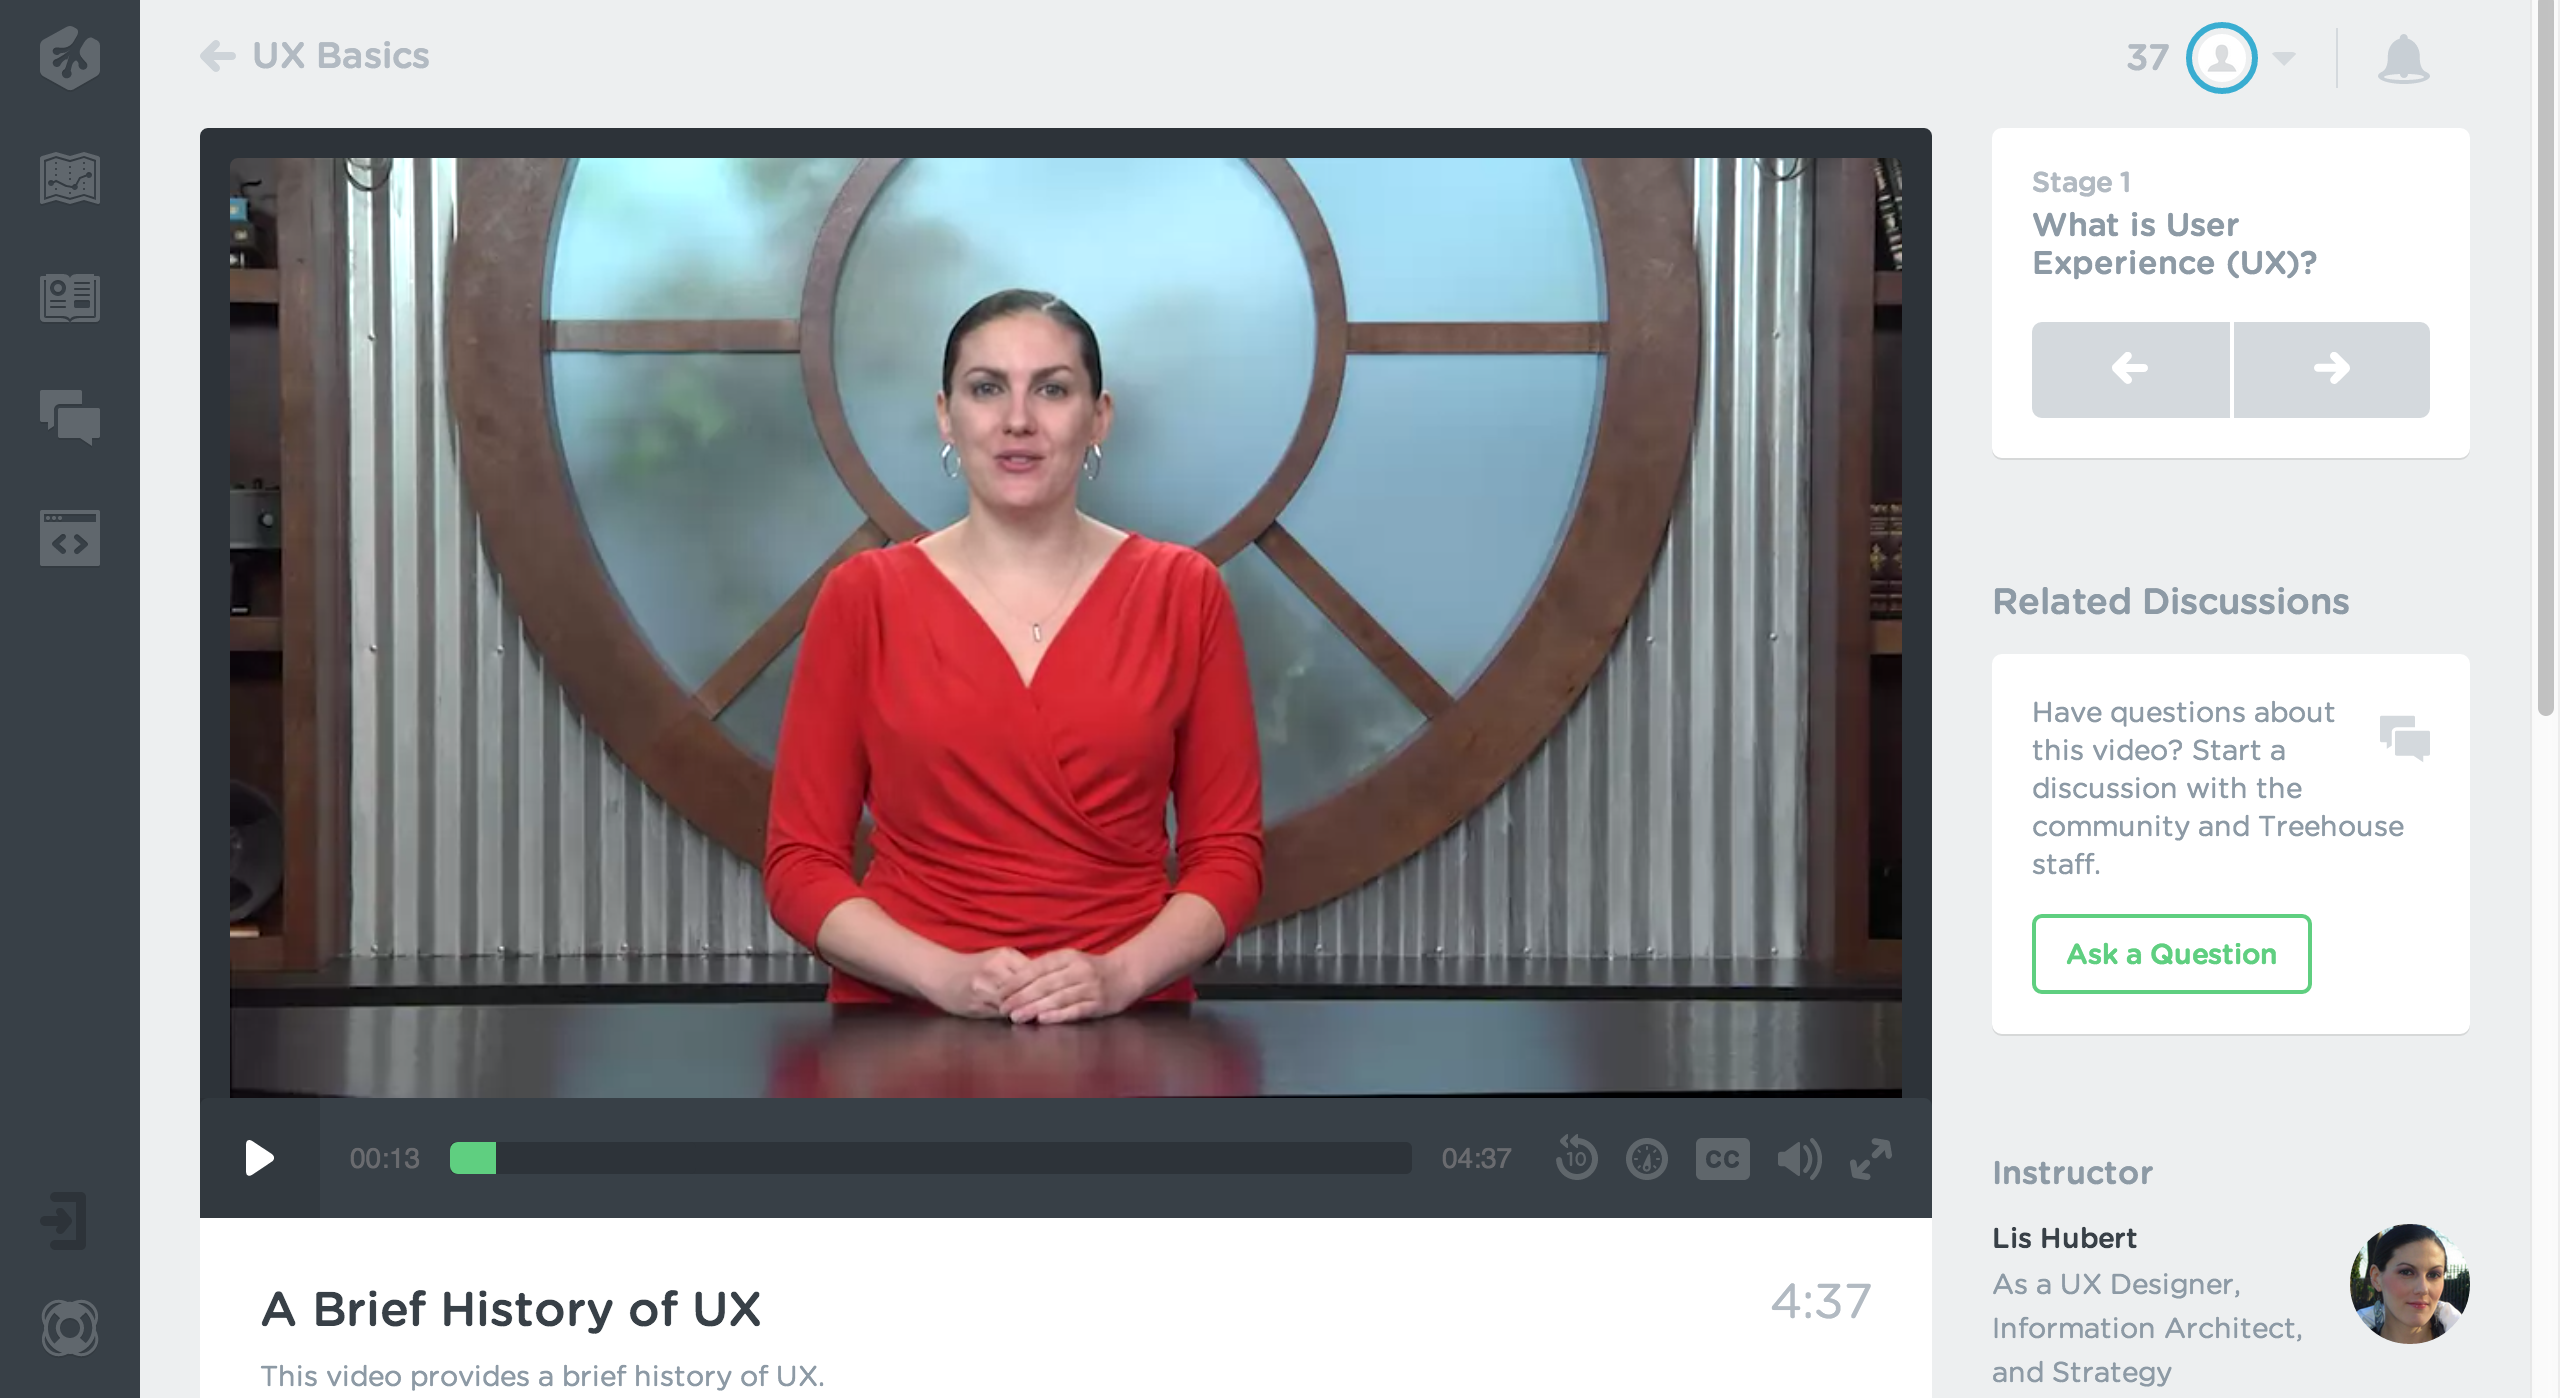 UX Basics
37
Stage 1
What is User
Experience (UX)?
Related Discussions
Have questions about
this video? Start a
discussion with the
community and Treehouse
staff.
Ask a Question
00:13
04:37
10
CC
A Brief History of UX
4:37
This video provides a brief history of UX.
Instructor
Lis Hubert
As a UX Designer,
Information Architect,
and Strategy